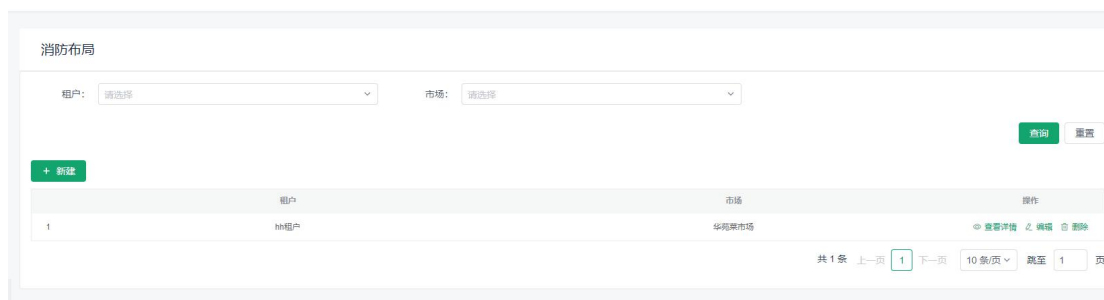 消防布局
租户: 请选择 市场: 请选择
查询 重置
+ 新建
租户 市场 操作
1 hh租户 华苑菜市场 查看详情 编辑 删除
共 1 条 上一页 1 下一页 10 条/页 跳至 1 页